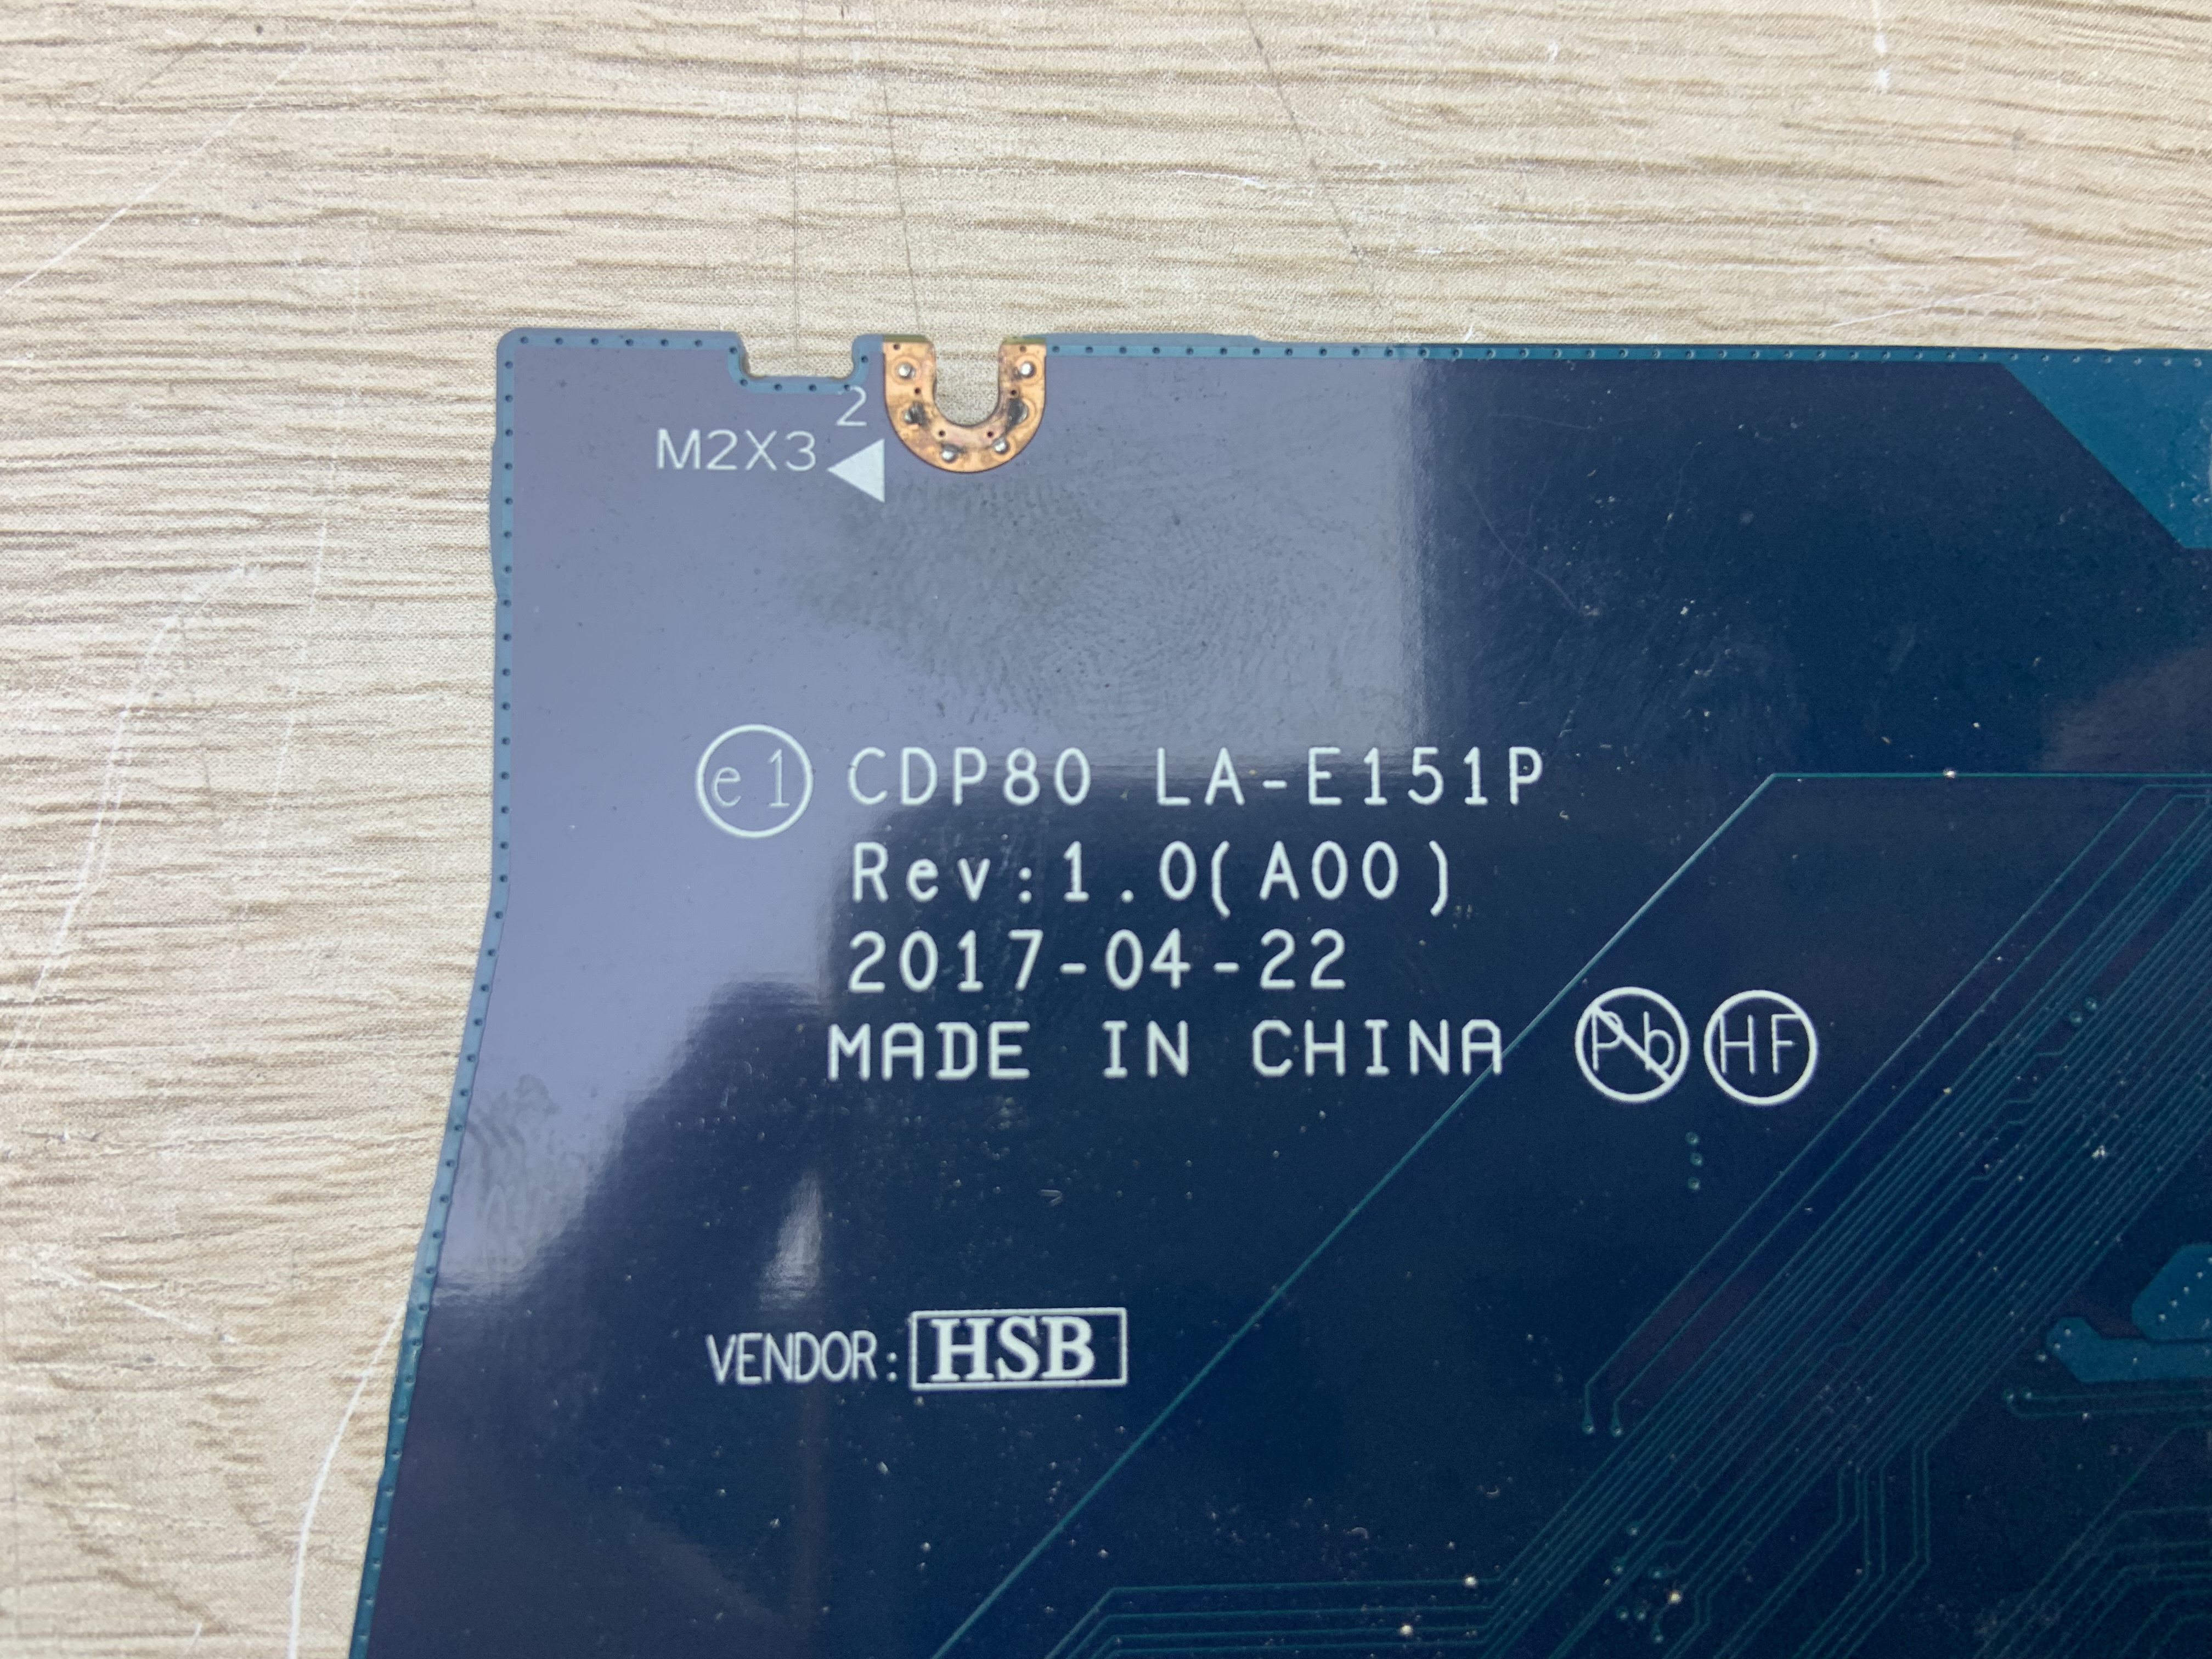 2
M2X3
e1 CDP80 LA-E151P
Rev:1.0(A00)
2017-04-22
MADE IN CHINA Pb HF
VENDOR: HSB